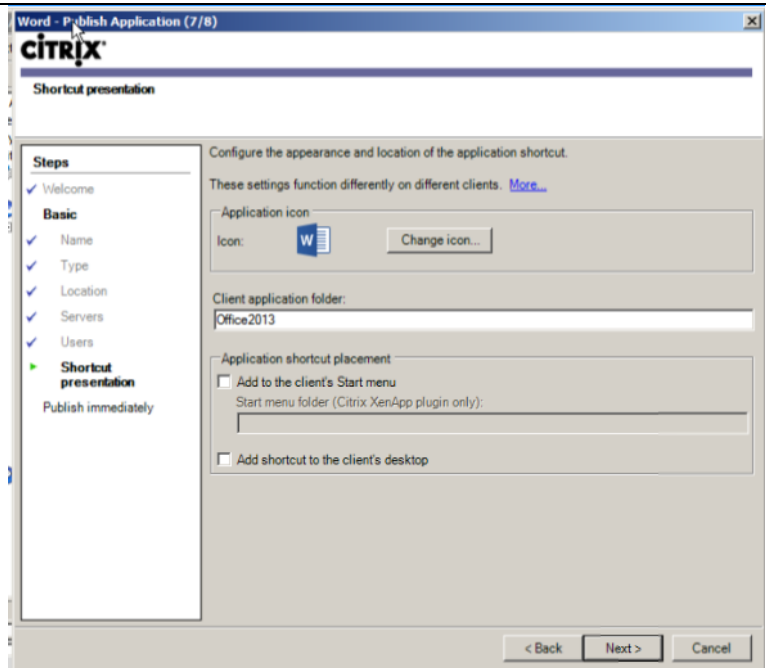 Word - Publish Application (7/8)
CİTRIX
Shortcut presentation
Steps
Welcome
Basic
Name
Type
Location
Servers
Users
Shortcut
presentation
Publish immediately
Configure the appearance and location of the application shortcut.
These settings function differently on different clients. More...
Application icon
Icon:
W
Change icon...
Client application folder:
Office2013
Application shortcut placement
Add to the client's Start menu
Start menu folder (Citrix XenApp plugin only):
Add shortcut to the client's desktop
< Back
Next >
Cancel